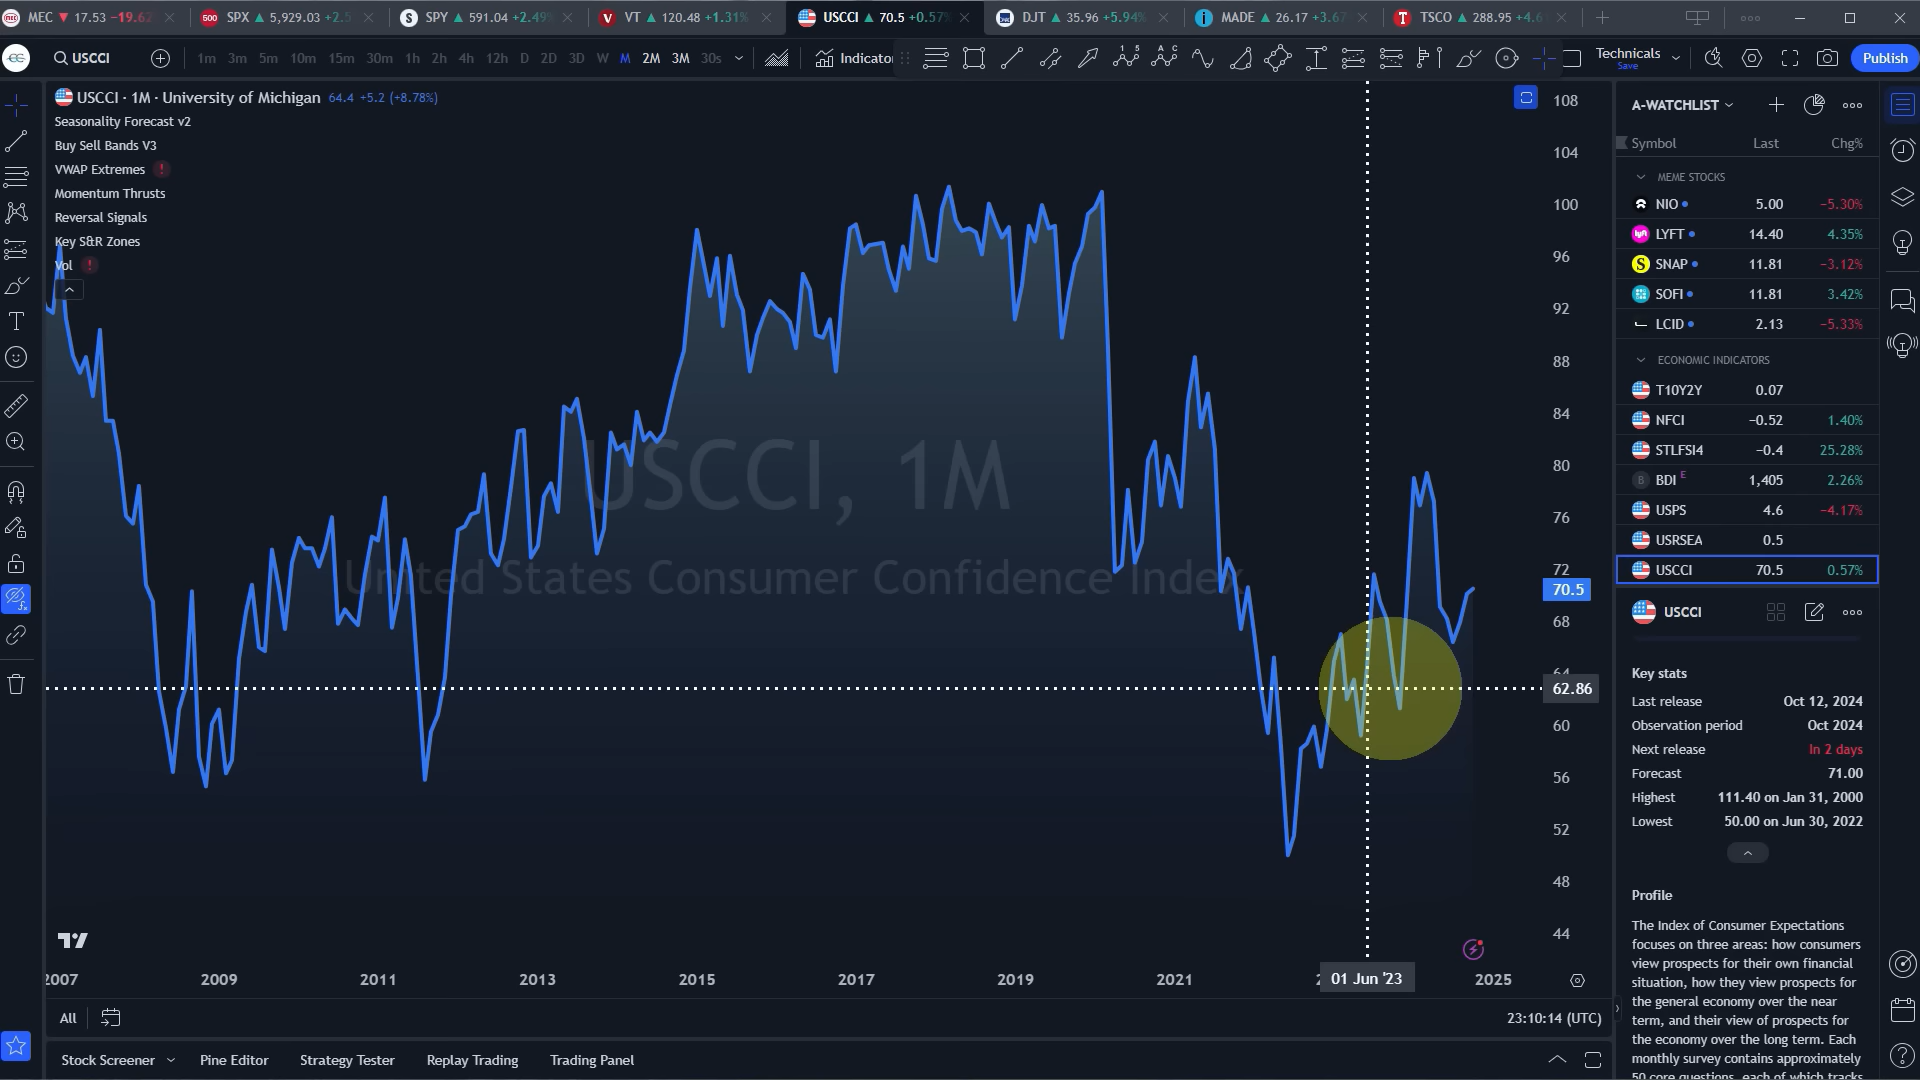 MEC ▼ 17.53 −19.62
SPX ▲ 5,929.03 +2.5
SPY ▲ 591.04 +2.49%
VT ▲ 120.48 +1.31%
USCCI ▲ 70.5 +0.57%
DJT ▲ 35.96 +5.94%
MADE ▲ 26.17 +3.67
TSCO ▲ 288.95 +4.6
USCCI
1m 3m 5m 10m 15m 30m 1h 2h 4h 12h D 2D 3D W M 2M 3M 30s
Indicator
Technicals
Save
Publish
USCCI · 1M · University of Michigan 64.4 +5.2 (+8.78%)
Seasonality Forecast v2
Buy Sell Bands V3
VWAP Extremes
Momentum Thrusts
Reversal Signals
Key S&R Zones
Vol
USCCI, 1M
United States Consumer Confidence Index
108
104
100
96
92
88
84
80
76
72
70.5
68
64
62.86
60
56
52
48
44
2007 2009 2011 2013 2015 2017 2019 2021 01 Jun '23 2025
All
23:10:14 (UTC)
Stock Screener
Pine Editor
Strategy Tester
Replay Trading
Trading Panel
A-WATCHLIST
Symbol Last Chg%
MEME STOCKS
NIO 5.00 −5.30%
LYFT 14.40 4.35%
SNAP 11.81 −3.12%
SOFI 11.81 3.42%
LCID 2.13 −5.33%
ECONOMIC INDICATORS
T10Y2Y 0.07
NFCI −0.52 1.40%
STLFSI4 −0.4 25.28%
BDI E 1,405 2.26%
USPS 4.6 −4.17%
USRSEA 0.5
USCCI 70.5 0.57%
USCCI
Key stats
Last release Oct 12, 2024
Observation period Oct 2024
Next release In 2 days
Forecast 71.00
Highest 111.40 on Jan 31, 2000
Lowest 50.00 on Jun 30, 2022
Profile
The Index of Consumer Expectations
focuses on three areas: how consumers
view prospects for their own financial
situation, how they view prospects for
the general economy over the near
term, and their view of prospects for
the economy over the long term. Each
monthly survey contains approximately
50 core questions, each of which tracks